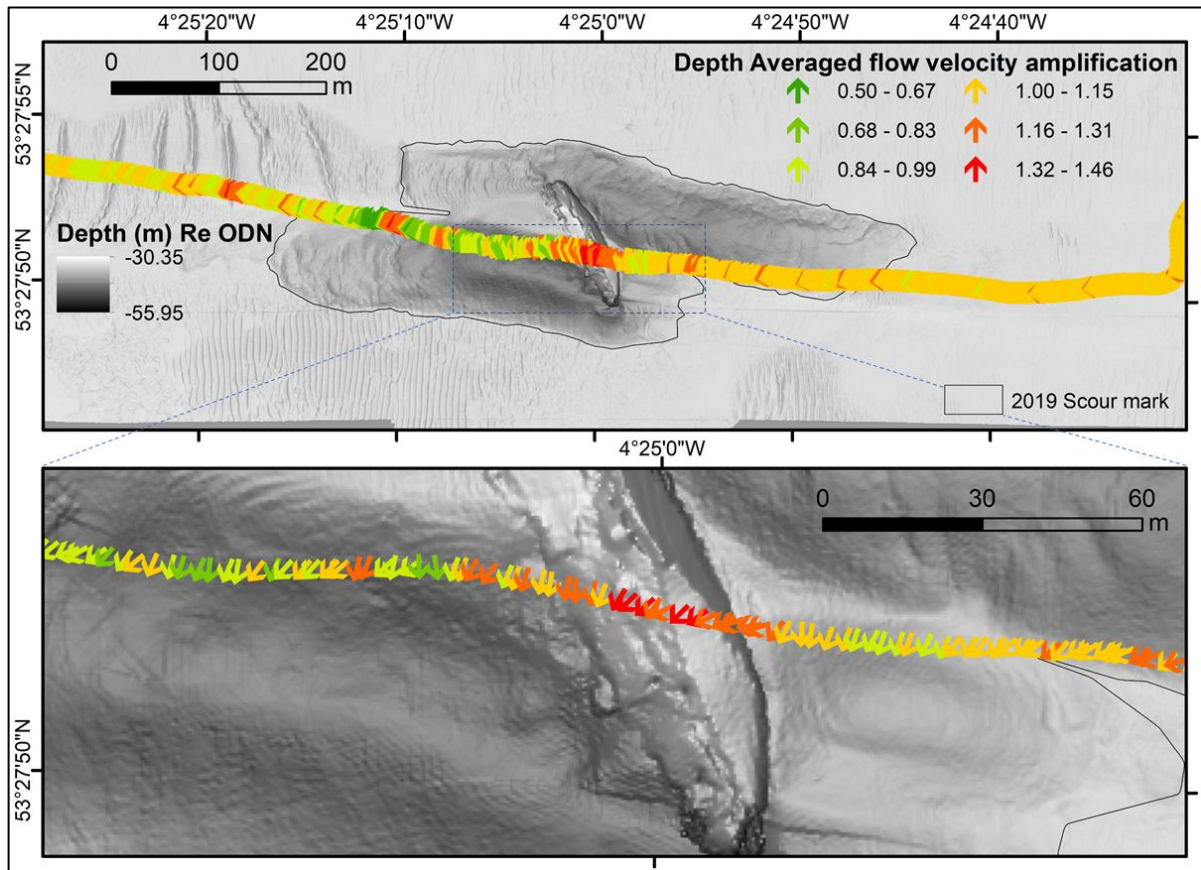 4°25'20"W 4°25'10"W 4°25'0"W 4°24'50"W 4°24'40"W
0 100 200
m
Depth Averaged flow velocity amplification
0.50 - 0.67 1.00 - 1.15
0.68 - 0.83 1.16 - 1.31
0.84 - 0.99 1.32 - 1.46
53°27'55"N
53°27'50"N
Depth (m) Re ODN
-30.35
-55.95
2019 Scour mark
4°25'0"W
0 30 60
m
53°27'50"N